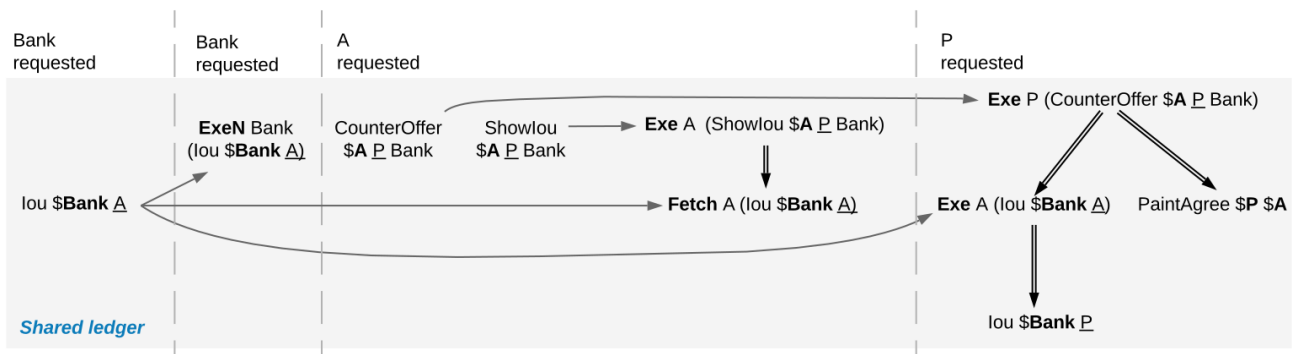 Bank
requested
Bank
requested
A
requested
P
requested
Exe P (CounterOffer $A P Bank)
ExeN Bank
(Iou $Bank A)
CounterOffer
$A P Bank
ShowIou
$A P Bank
Exe A (ShowIou $A P Bank)
Iou $Bank A
Fetch A (Iou $Bank A)
Exe A (Iou $Bank A)
PaintAgree $P $A
Iou $Bank P
Shared ledger